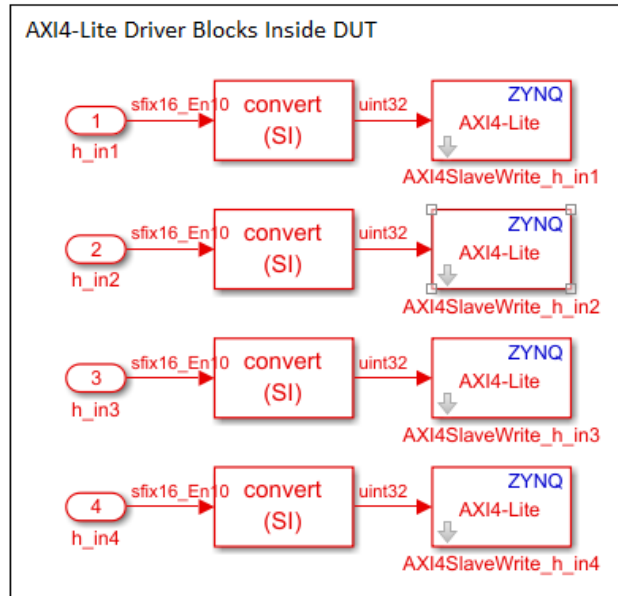 AXI4-Lite Driver Blocks Inside DUT
1
sfix16_En10
convert
(SI)
uint32
ZYNQ
AXI4-Lite
h_in1
AXI4SlaveWrite_h_in1
2
sfix16_En10
convert
(SI)
uint32
ZYNQ
AXI4-Lite
h_in2
AXI4SlaveWrite_h_in2
3
sfix16_En10
convert
(SI)
uint32
ZYNQ
AXI4-Lite
h_in3
AXI4SlaveWrite_h_in3
4
sfix16_En10
convert
(SI)
uint32
ZYNQ
AXI4-Lite
h_in4
AXI4SlaveWrite_h_in4